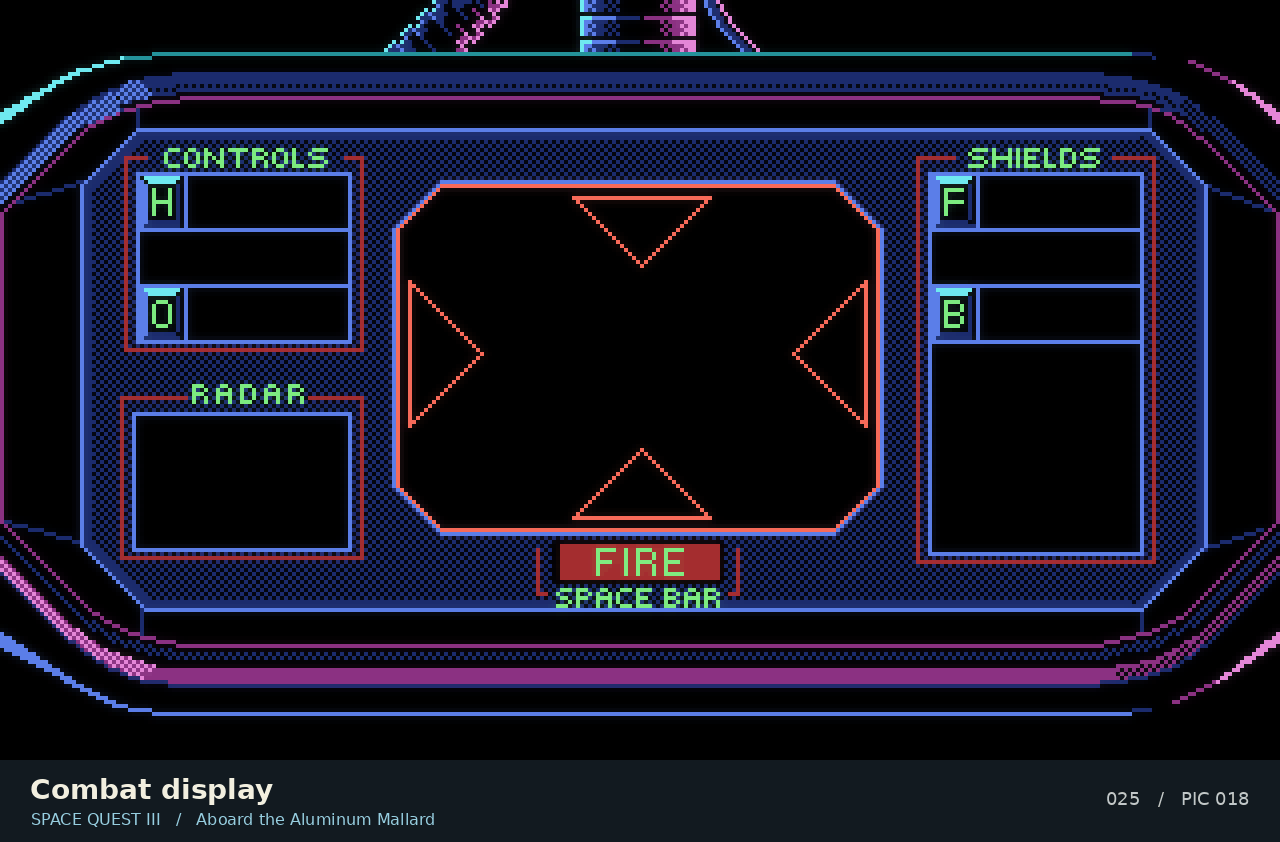 CONTROLS
H
O
RADAR
SHIELDS
F
B
FIRE
SPACE BAR
Combat display
SPACE QUEST III / Aboard the Aluminum Mallard
025 / PIC 018